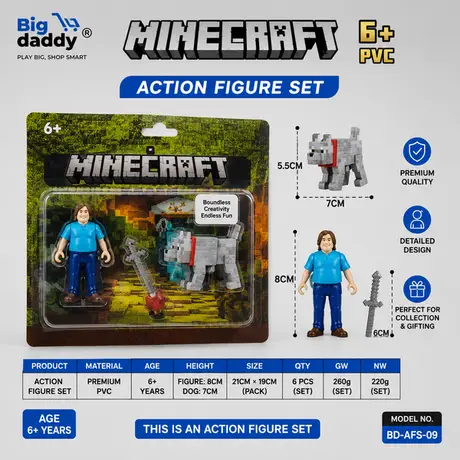 Big
daddy®
PLAY BIG, SHOP SMART
MINECRAFT
6+
PVC
ACTION FIGURE SET
6+
MINECRAFT
Boundless
Creativity
Endless Fun
5.5CM
7CM
8CM
6CM
PREMIUM
QUALITY
DETAILED
DESIGN
PERFECT FOR
COLLECTION
& GIFTING
PRODUCT MATERIAL AGE HEIGHT SIZE QTY GW NW
ACTION FIGURE SET PREMIUM PVC 6+ YEARS FIGURE: 8CM DOG: 7CM 21CM × 19CM (PACK) 6 PCS (SET) 260g (SET) 220g (SET)
AGE
6+ YEARS
THIS IS AN ACTION FIGURE SET
MODEL NO.
BD-AFS-09